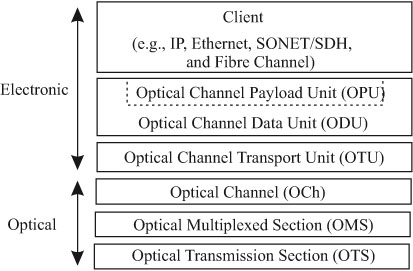 Client
(e.g., IP, Ethernet, SONET/SDH,
and Fibre Channel)
Electronic
Optical Channel Payload Unit (OPU)
Optical Channel Data Unit (ODU)
Optical Channel Transport Unit (OTU)
Optical Channel (OCh)
Optical
Optical Multiplexed Section (OMS)
Optical Transmission Section (OTS)